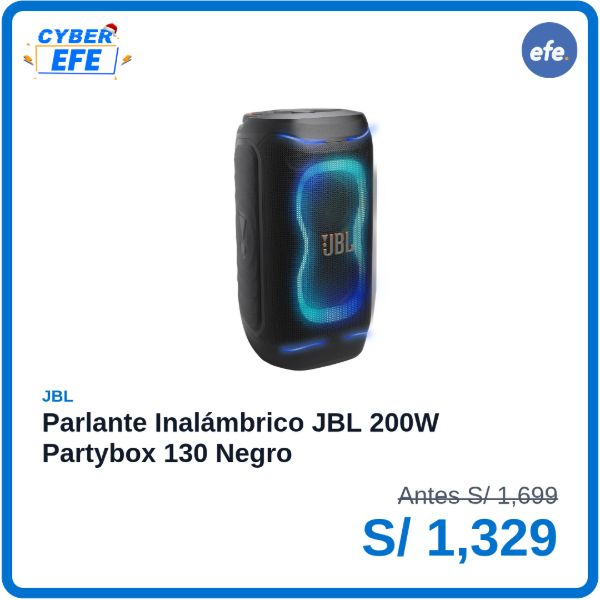 CYBER
EFE
efe.
JBL
JBL
Parlante Inalámbrico JBL 200W
Partybox 130 Negro
Antes S/ 1,699
S/ 1,329